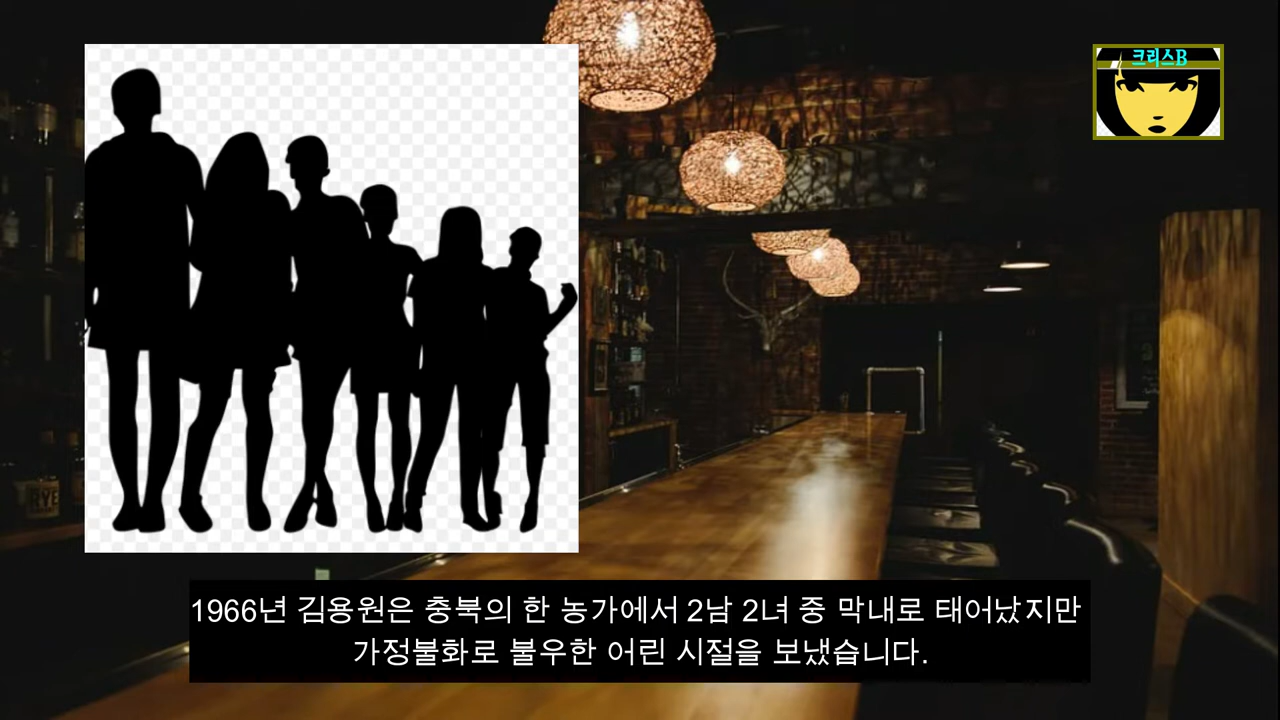 크리스B
RYE
1966년 김용원은 충북의 한 농가에서 2남 2녀 중 막내로 태어났지만
가정불화로 불우한 어린 시절을 보냈습니다.